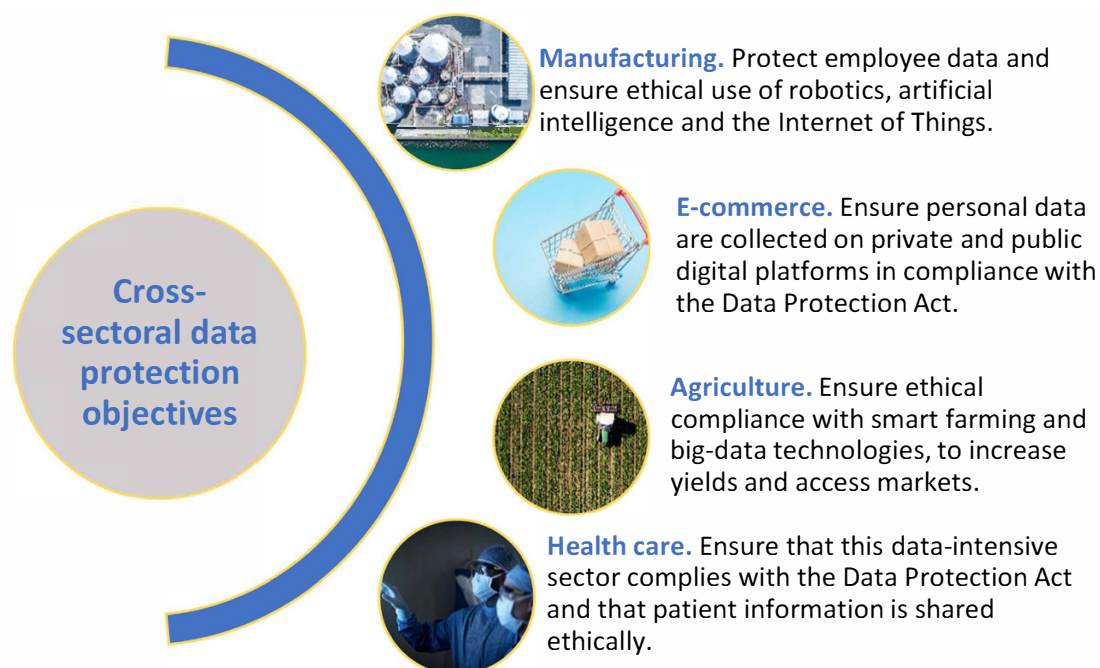 Cross-
sectoral data
protection
objectives
Manufacturing. Protect employee data and
ensure ethical use of robotics, artificial
intelligence and the Internet of Things.
E-commerce. Ensure personal data
are collected on private and public
digital platforms in compliance with
the Data Protection Act.
Agriculture. Ensure ethical
compliance with smart farming and
big-data technologies, to increase
yields and access markets.
Health care. Ensure that this data-intensive
sector complies with the Data Protection Act
and that patient information is shared
ethically.